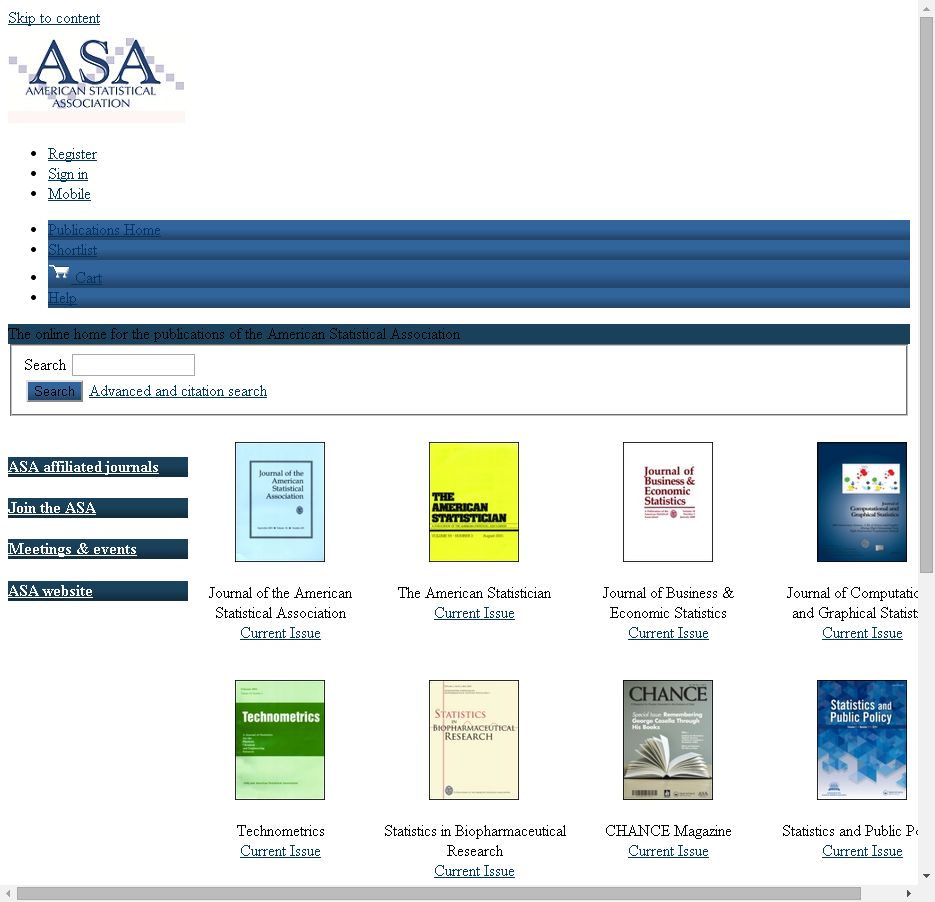 Skip to content
ASA
AMERICAN STATISTICAL
ASSOCIATION
Register
Sign in
Mobile
Publications Home
Shortlist
Cart
Help
The online home for the publications of the American Statistical Association
Search
Search Advanced and citation search
ASA affiliated journals
Join the ASA
Meetings & events
ASA website
Journal of the
American
Statistical
Association
THE
AMERICAN
STATISTICIAN
Journal of
Business &
Economic
Statistics
Journal of
Computational and
Graphical Statistics
Journal of the American
Statistical Association
Current Issue
The American Statistician
Current Issue
Journal of Business &
Economic Statistics
Current Issue
Journal of Computatio
and Graphical Statist
Current Issue
Technometrics
STATISTICS
IN
BIOPHARMACEUTICAL
RESEARCH
CHANCE
Special Issue: Remembering
George Casella Through
His Books
Statistics and
Public Policy
Technometrics
Current Issue
Statistics in Biopharmaceutical
Research
Current Issue
CHANCE Magazine
Current Issue
Statistics and Public Po
Current Issue